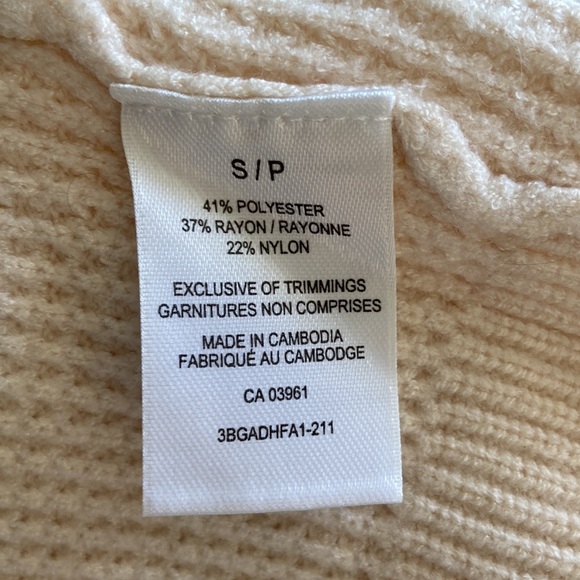 S / P
41% POLYESTER
37% RAYON / RAYONNE
22% NYLON
EXCLUSIVE OF TRIMMINGS
GARNITURES NON COMPRISES
MADE IN CAMBODIA
FABRIQUÉ AU CAMBODGE
CA 03961
3BGADHFA1-211